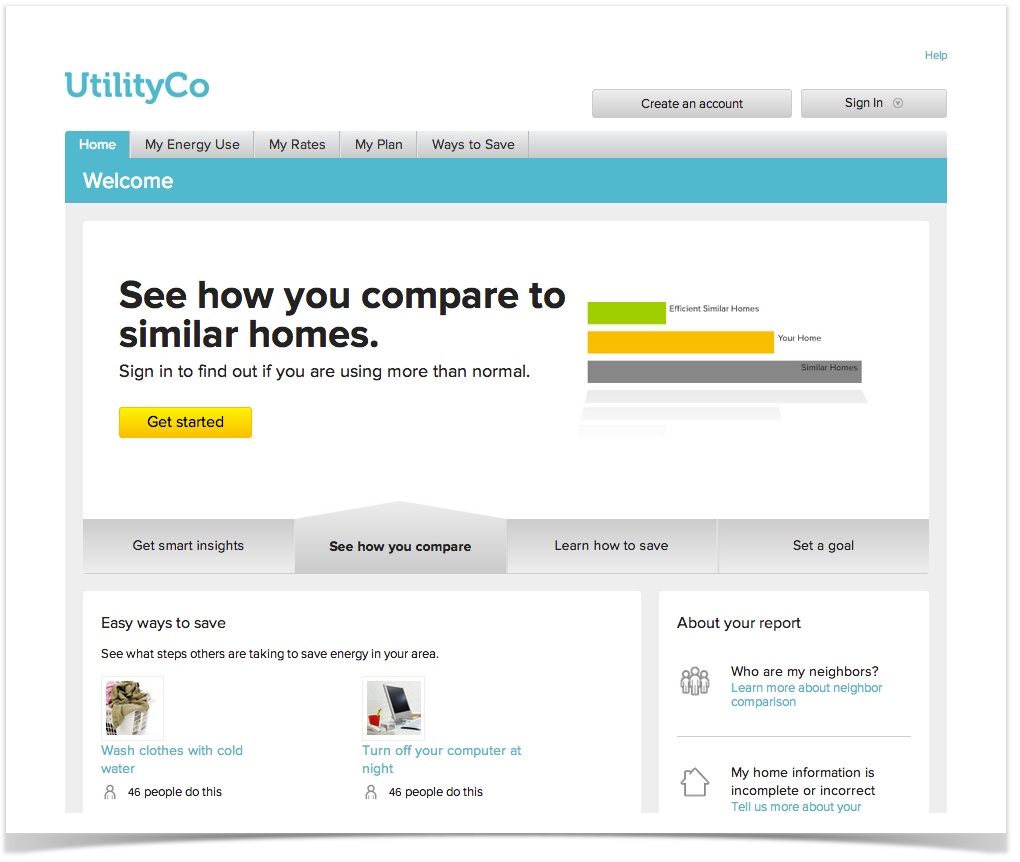 Help
UtilityCo
Create an account
Sign In
Home
My Energy Use
My Rates
My Plan
Ways to Save
Welcome
See how you compare to
similar homes.
Sign in to find out if you are using more than normal.
Get started
Efficient Similar Homes
Your Home
Similar Homes
Get smart insights
See how you compare
Learn how to save
Set a goal
Easy ways to save
See what steps others are taking to save energy in your area.
Wash clothes with cold
water
46 people do this
Turn off your computer at
night
46 people do this
About your report
Who are my neighbors?
Learn more about neighbor
comparison
My home information is
incomplete or incorrect
Tell us more about your